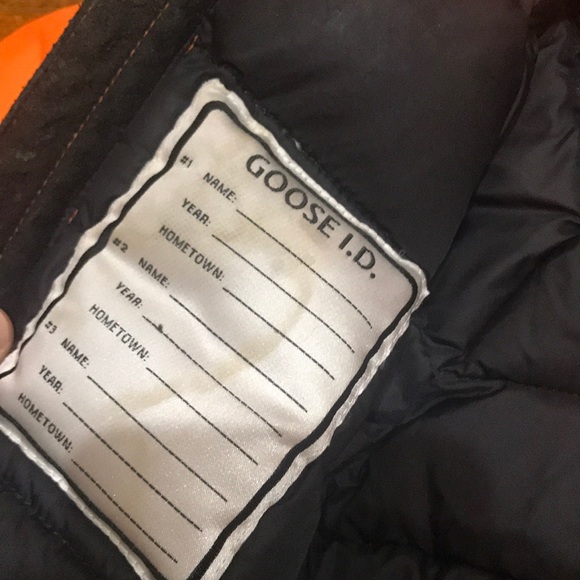 GOOSE I.D.
#1 NAME:
YEAR:
HOMETOWN:
#2 NAME:
YEAR:
HOMETOWN:
#3 NAME:
YEAR:
HOMETOWN: